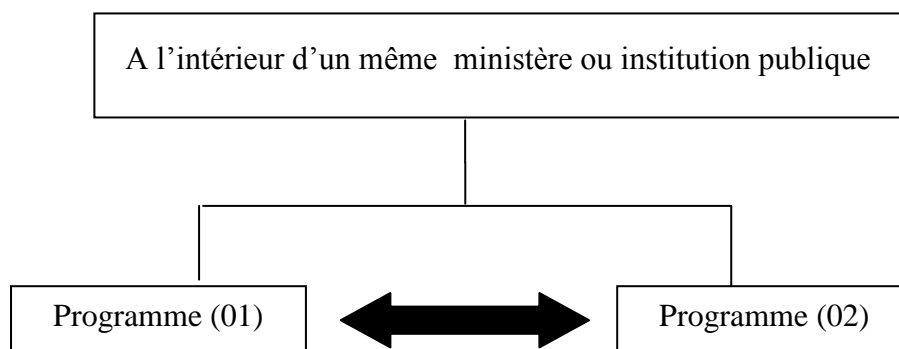 A l’intérieur d’un même  ministère ou institution publique
Programme (01)
Programme (02)